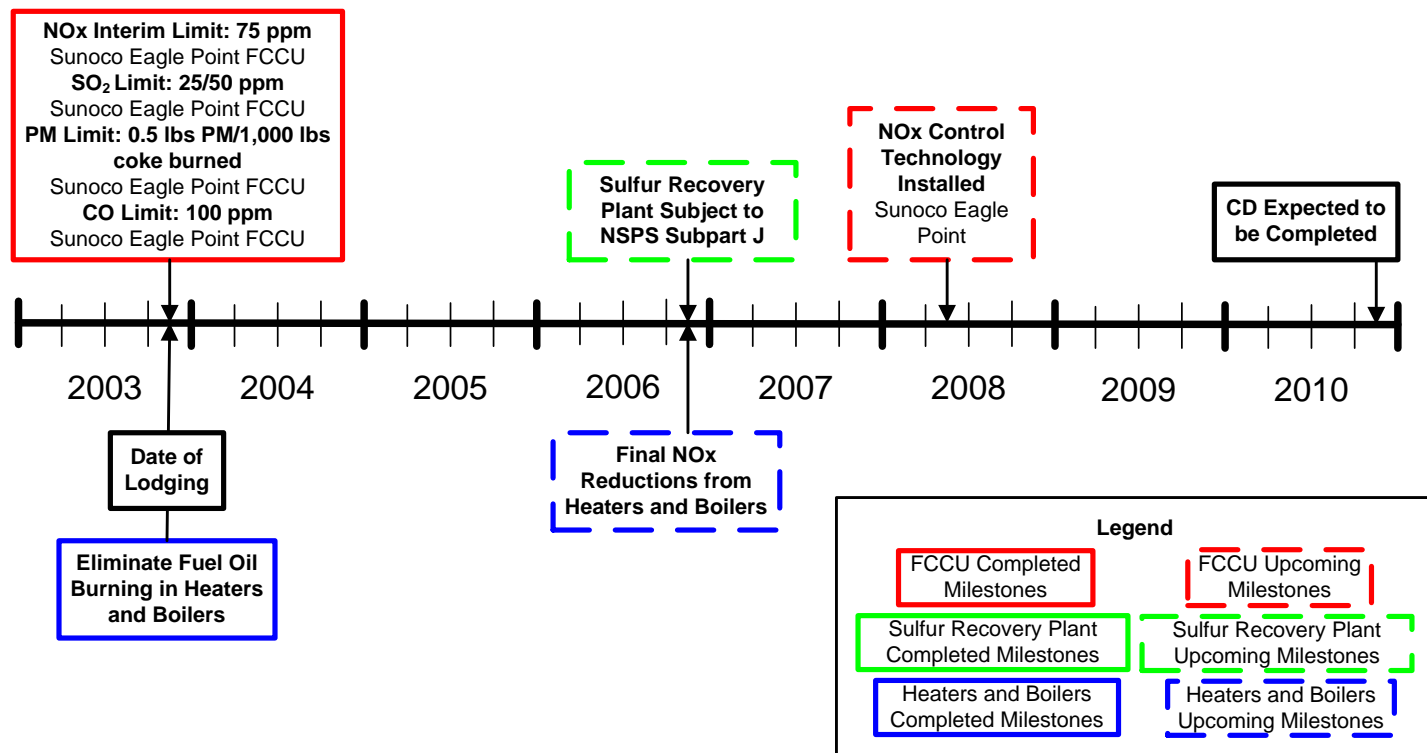 NOx Interim Limit: 75 ppm
Sunoco Eagle Point FCCU
SO₂ Limit: 25/50 ppm
Sunoco Eagle Point FCCU
PM Limit: 0.5 lbs PM/1,000 lbs
coke burned
Sunoco Eagle Point FCCU
CO Limit: 100 ppm
Sunoco Eagle Point FCCU
Sulfur Recovery
Plant Subject to
NSPS Subpart J
NOx Control
Technology
Installed
Sunoco Eagle
Point
CD Expected to
be Completed
2003
2004
2005
2006
2007
2008
2009
2010
Date of
Lodging
Eliminate Fuel Oil
Burning in Heaters
and Boilers
Final NOx
Reductions from
Heaters and Boilers
Legend
FCCU Completed
Milestones
FCCU Upcoming
Milestones
Sulfur Recovery Plant
Completed Milestones
Sulfur Recovery Plant
Upcoming Milestones
Heaters and Boilers
Completed Milestones
Heaters and Boilers
Upcoming Milestones